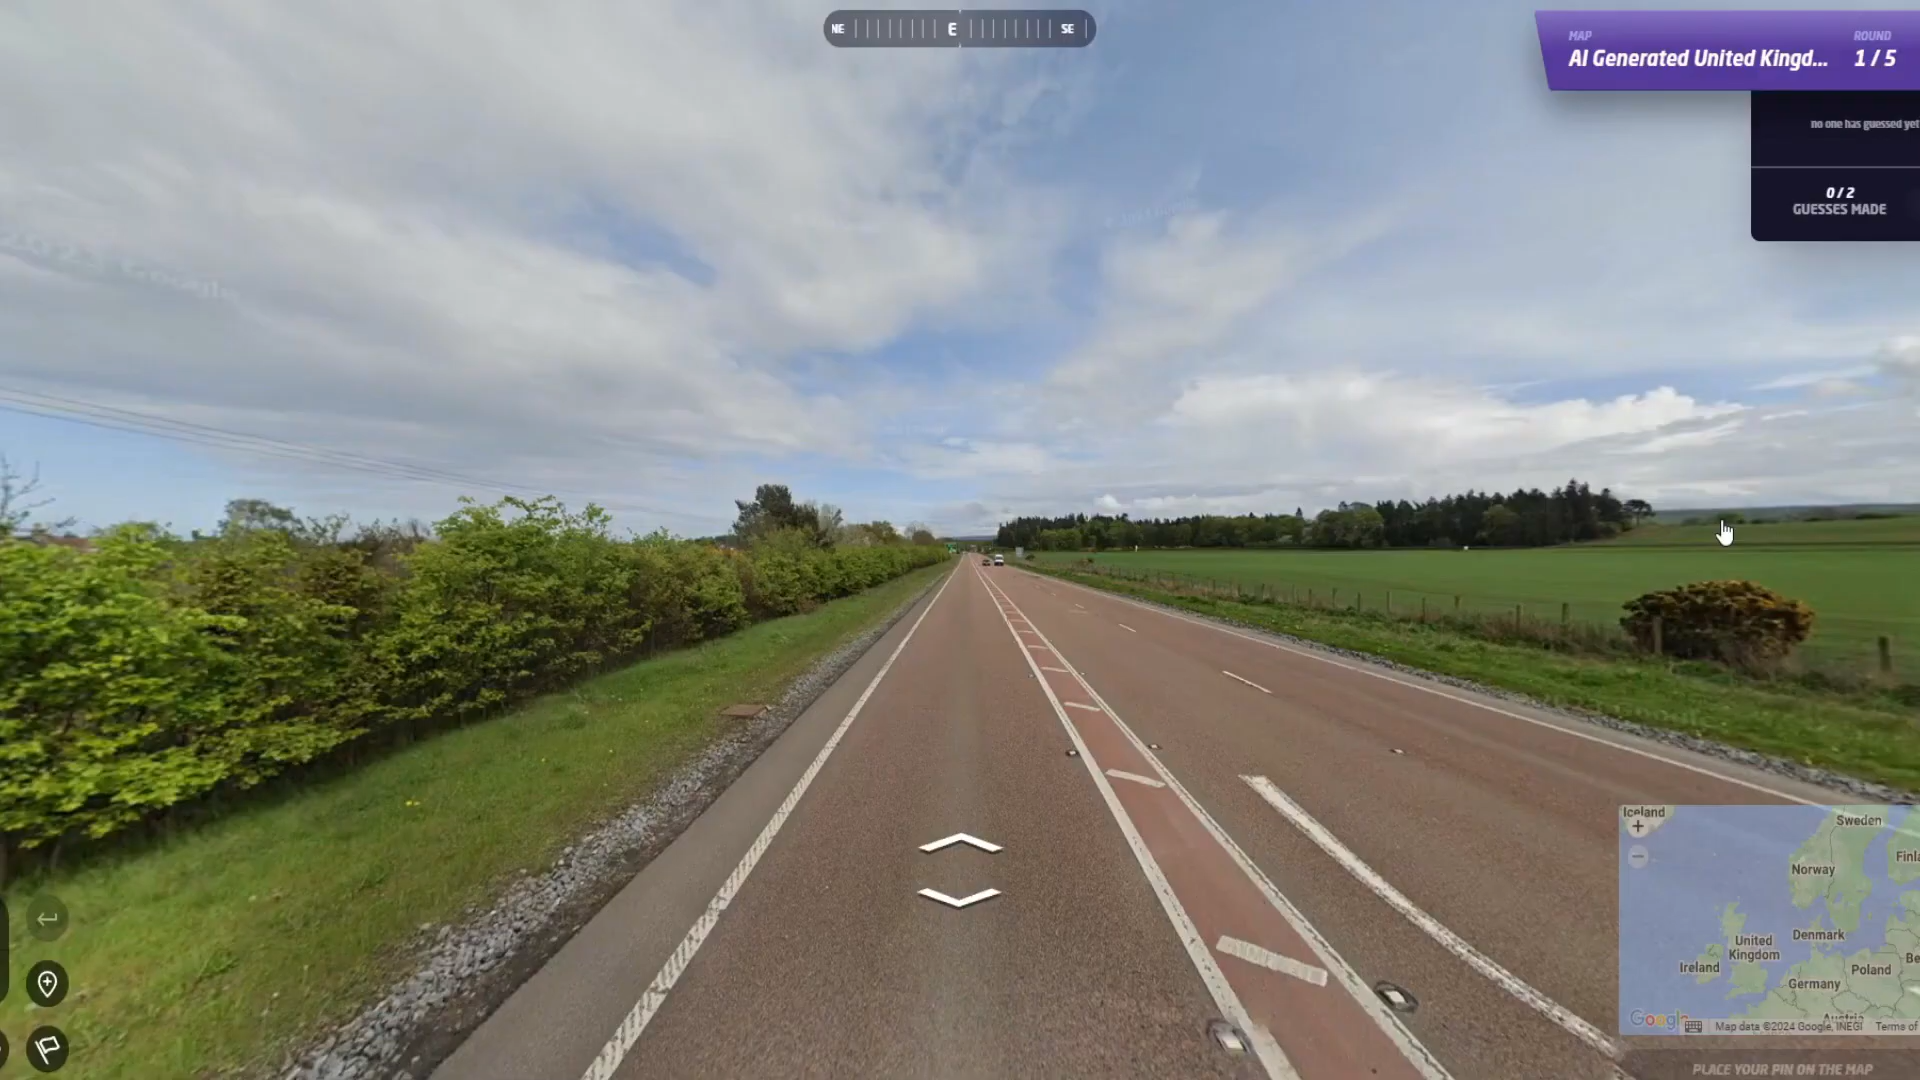 NE E SE
MAP
AI Generated United Kingd...
ROUND
1 / 5
no one has guessed yet
0 / 2
GUESSES MADE
Iceland
Sweden
Norway
United
Kingdom
Denmark
Ireland
Poland
Germany
Google
Map data ©2024 Google, INEGI
Terms of
PLACE YOUR PIN ON THE MAP